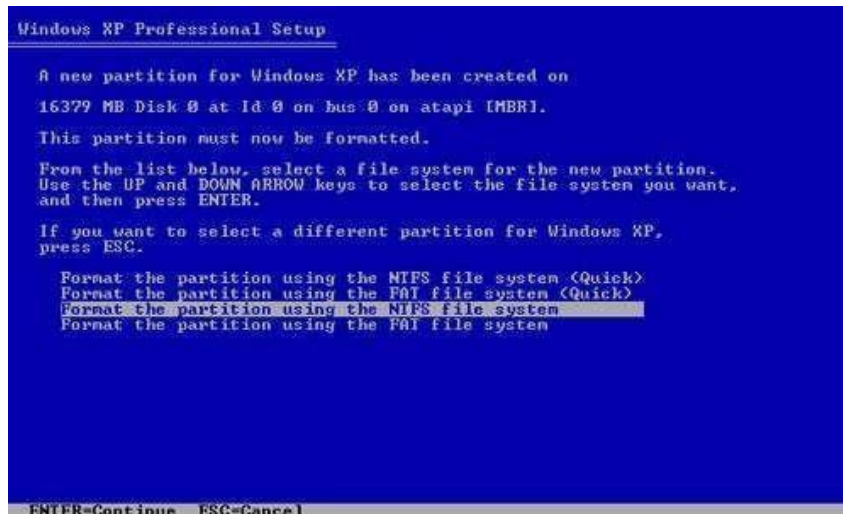 Windows XP Professional Setup
A new partition for Windows XP has been created on
16379 MB Disk 0 at Id 0 on bus 0 on atapi [MBR].
This partition must now be formatted.
From the list below, select a file system for the new partition.
Use the UP and DOWN ARROW keys to select the file system you want,
and then press ENTER.
If you want to select a different partition for Windows XP,
press ESC.
Format the partition using the NTFS file system (Quick)
Format the partition using the FAT file system (Quick)
Format the partition using the NTFS file system
Format the partition using the FAT file system
ENTER=Continue ESC=Cancel